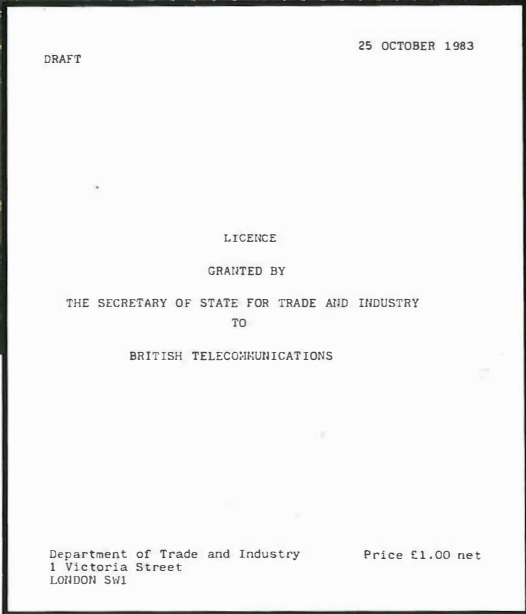 25 OCTOBER 1983
DRAFT
LICENCE
GRANTED BY
THE SECRETARY OF STATE FOR TRADE AND INDUSTRY
TO
BRITISH TELECOMMUNICATIONS
Department of Trade and Industry Price £1.00 net
1 Victoria Street
LONDON SW1